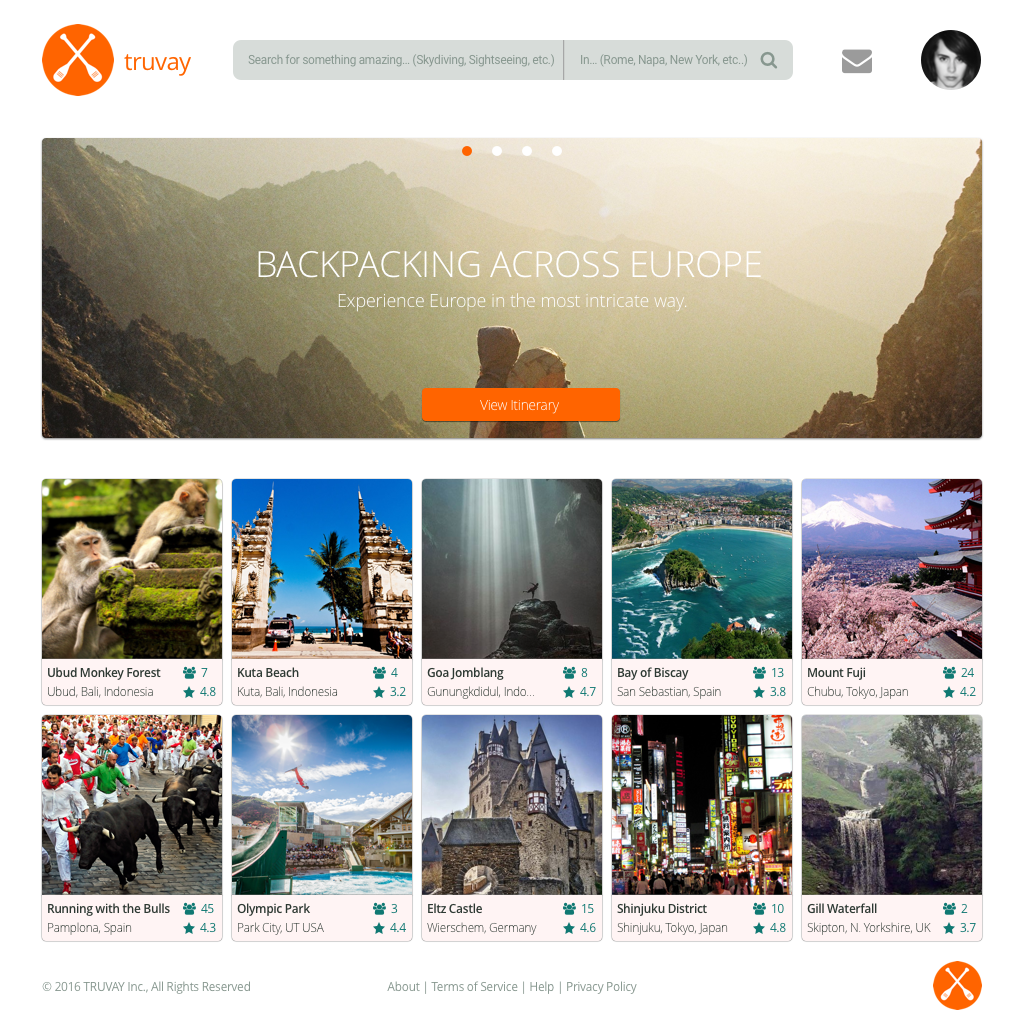 truvay
Search for something amazing... (Skydiving, Sightseeing, etc.)
In... (Rome, Napa, New York, etc..)
BACKPACKING ACROSS EUROPE
Experience Europe in the most intricate way.
View Itinerary
Ubud Monkey Forest 7
Ubud, Bali, Indonesia 4.8
Kuta Beach 4
Kuta, Bali, Indonesia 3.2
Goa Jomblang 8
Gunungkdidul, Indo... 4.7
Bay of Biscay 13
San Sebastian, Spain 3.8
Mount Fuji 24
Chubu, Tokyo, Japan 4.2
Running with the Bulls 45
Pamplona, Spain 4.3
Olympic Park 3
Park City, UT USA 4.4
Eltz Castle 15
Wierschem, Germany 4.6
Shinjuku District 10
Shinjuku, Tokyo, Japan 4.8
Gill Waterfall 2
Skipton, N. Yorkshire, UK 3.7
© 2016 TRUVAY Inc., All Rights Reserved
About | Terms of Service | Help | Privacy Policy